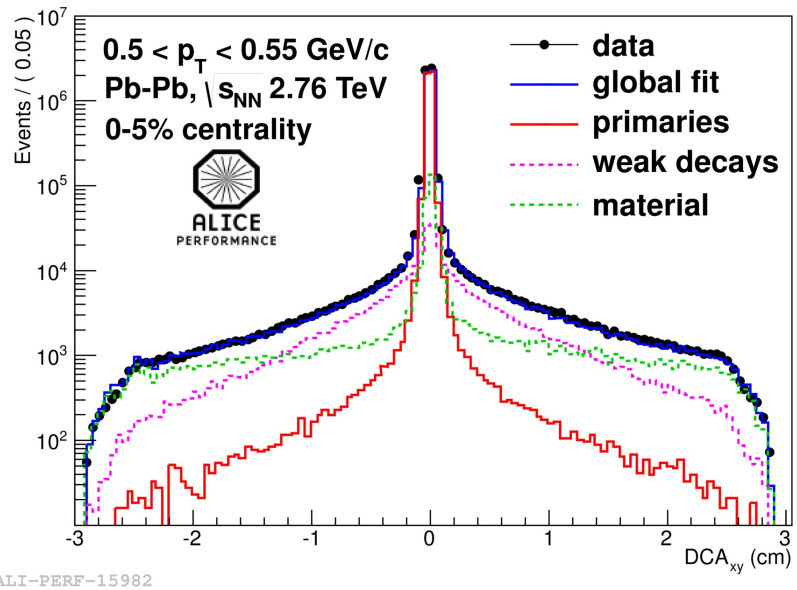 10^7
10^6
10^5
10^4
10^3
10^2
Events / ( 0.05 )
0.5 < p_T < 0.55 GeV/c
Pb-Pb, √s_NN 2.76 TeV
0-5% centrality
ALICE
PERFORMANCE
data
global fit
primaries
weak decays
material
-3 -2 -1 0 1 2 3
DCA_xy (cm)
ALI-PERF-15982